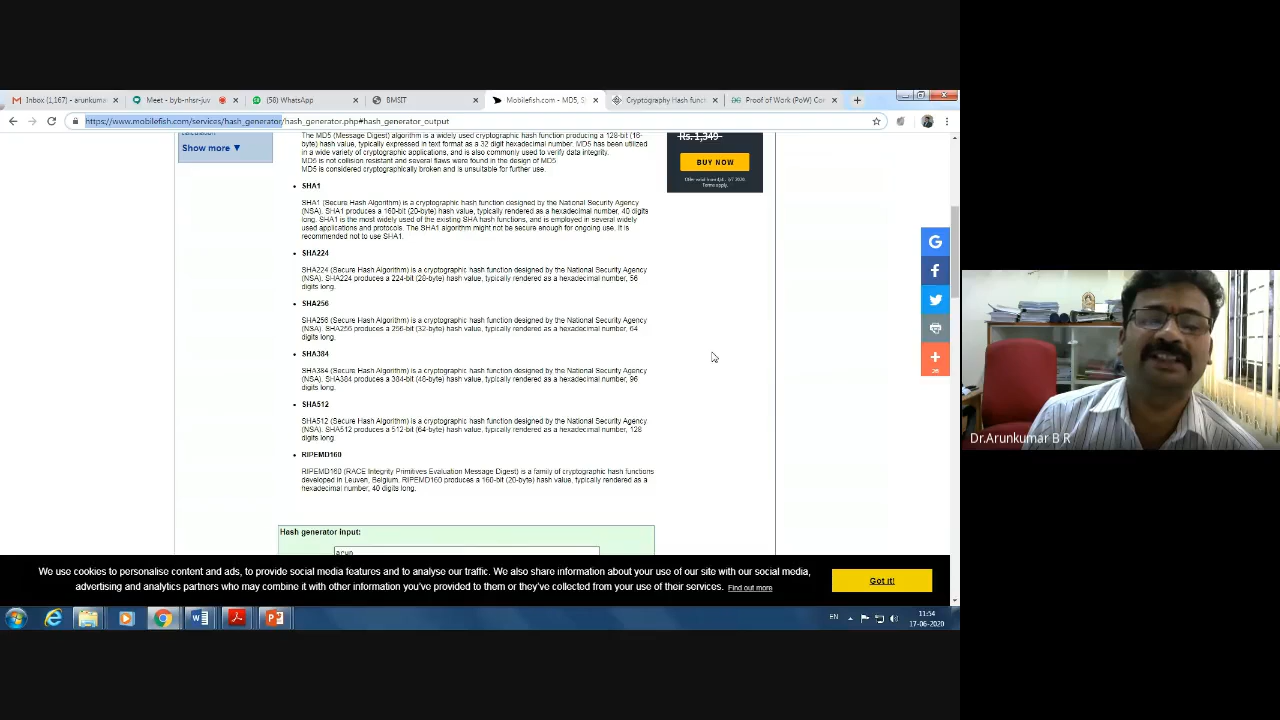 Inbox (1,167) - arunkuma
Meet - byb-nhsr-juv
(58) WhatsApp
BMSIT
Mobilefish.com - MD5, S
Cryptography Hash funct
Proof of Work (PoW) Con
https://www.mobilefish.com/services/hash_generator/hash_generator.php#hash_generator_output
Show more ▼
The MD5 (Message Digest) algorithm is a widely used cryptographic hash function producing a 128-bit (16-
byte) hash value, typically expressed in text format as a 32 digit hexadecimal number. MD5 has been utilized
in a wide variety of cryptographic applications, and is also commonly used to verify data integrity.
MD5 is not collision resistant and several flaws were found in the design of MD5
MD5 is considered cryptographically broken and is unsuitable for further use.
SHA1
SHA1 (Secure Hash Algorithm) is a cryptographic hash function designed by the National Security Agency
(NSA). SHA1 produces a 160-bit (20-byte) hash value, typically rendered as a hexadecimal number, 40 digits
long. SHA1 is the most widely used of the existing SHA hash functions, and is employed in several widely
used applications and protocols. The SHA1 algorithm might not be secure enough for ongoing use. It is
recommended not to use SHA1.
SHA224
SHA224 (Secure Hash Algorithm) is a cryptographic hash function designed by the National Security Agency
(NSA). SHA224 produces a 224-bit (28-byte) hash value, typically rendered as a hexadecimal number, 56
digits long.
SHA256
SHA256 (Secure Hash Algorithm) is a cryptographic hash function designed by the National Security Agency
(NSA). SHA256 produces a 256-bit (32-byte) hash value, typically rendered as a hexadecimal number, 64
digits long.
SHA384
SHA384 (Secure Hash Algorithm) is a cryptographic hash function designed by the National Security Agency
(NSA). SHA384 produces a 384-bit (48-byte) hash value, typically rendered as a hexadecimal number, 96
digits long.
SHA512
SHA512 (Secure Hash Algorithm) is a cryptographic hash function designed by the National Security Agency
(NSA). SHA512 produces a 512-bit (64-byte) hash value, typically rendered as a hexadecimal number, 128
digits long.
RIPEMD160
RIPEMD160 (RACE Integrity Primitives Evaluation Message Digest) is a family of cryptographic hash functions
developed in Leuven, Belgium. RIPEMD160 produces a 160-bit (20-byte) hash value, typically rendered as a
hexadecimal number, 40 digits long.
Hash generator input:
arun
Rs. 1,349
BUY NOW
Terms apply.
We use cookies to personalise content and ads, to provide social media features and to analyse our traffic. We also share information about your use of our site with our social media,
advertising and analytics partners who may combine it with other information you've provided to them or they've collected from your use of their services. Find out more
Got it!
EN
11:54
17-06-2020
Dr.Arunkumar B R